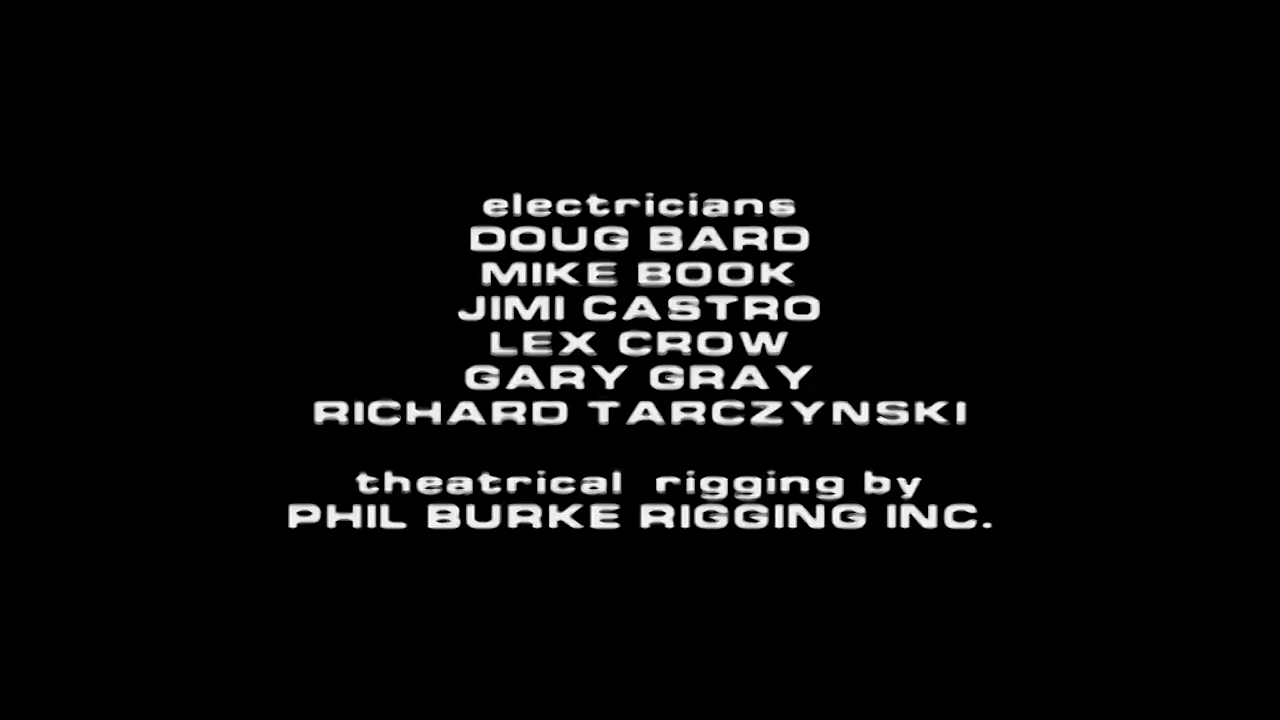 electricians
DOUG BARD
MIKE BOOK
JIMI CASTRO
LEX CROW
GARY GRAY
RICHARD TARCZYNSKI
theatrical rigging by
PHIL BURKE RIGGING INC.